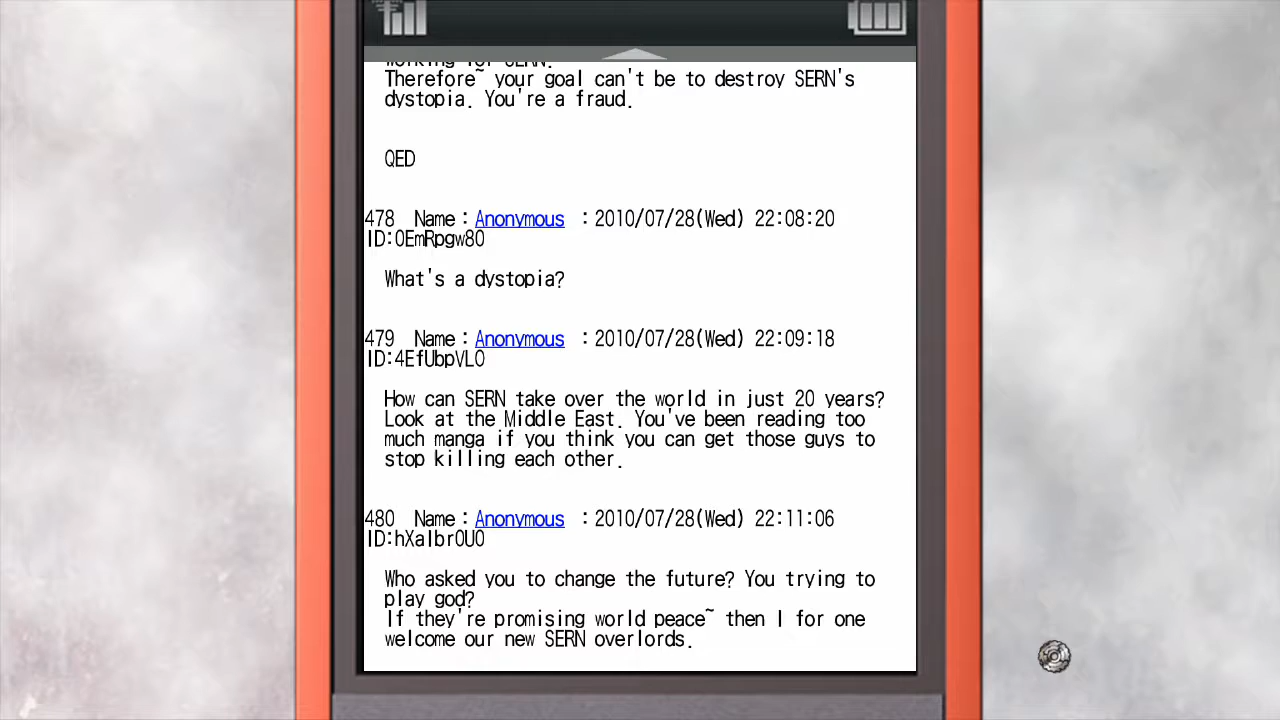 working for SERN.
Therefore~ your goal can't be to destroy SERN's
dystopia. You're a fraud.
QED
478 Name：Anonymous ：2010/07/28(Wed) 22:08:20
ID:0EmRpgw80
What's a dystopia?
479 Name：Anonymous ：2010/07/28(Wed) 22:09:18
ID:4EfUbpVL0
How can SERN take over the world in just 20 years?
Look at the Middle East. You've been reading too
much manga if you think you can get those guys to
stop killing each other.
480 Name：Anonymous ：2010/07/28(Wed) 22:11:06
ID:hXaIbr0U0
Who asked you to change the future? You trying to
play god?
If they're promising world peace~ then I for one
welcome our new SERN overlords.